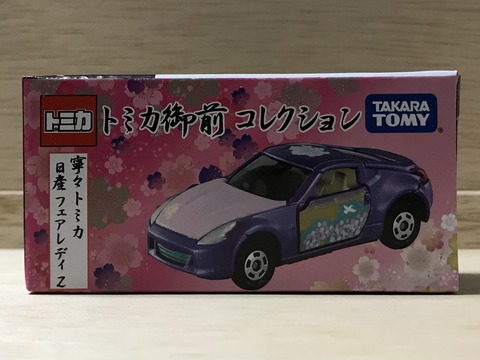 トミカ
トミカ御前 コレクション
TAKARA
TOMY
寧々トミカ
日産 フェアレディZ